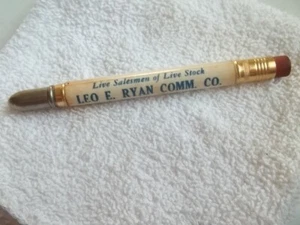 Live Salesmen of Live Stock
LEO E. RYAN COMM. CO.